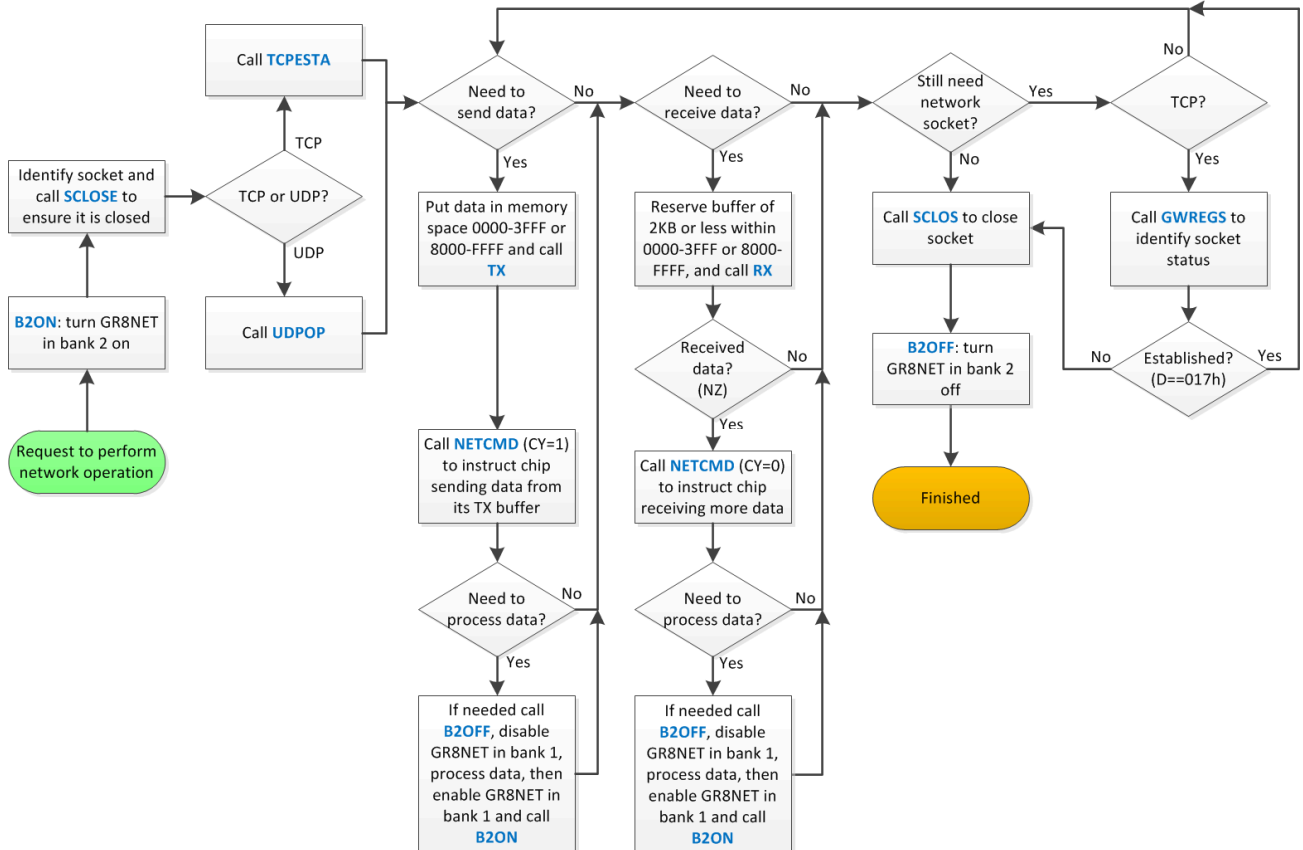 Request to perform
network operation
B2ON: turn GR8NET
in bank 2 on
Identify socket and
call SCLOSE to
ensure it is closed
TCP or UDP?
TCP
UDP
Call TCPESTA
Call UDPOP
Need to
send data?
No
Yes
Put data in memory
space 0000-3FFF or
8000-FFFF and call
TX
Call NETCMD (CY=1)
to instruct chip
sending data from
its TX buffer
Need to
process data?
No
Yes
If needed call
B2OFF, disable
GR8NET in bank 1,
process data, then
enable GR8NET in
bank 1 and call
B2ON
Need to
receive data?
No
Yes
Reserve buffer of
2KB or less within
0000-3FFF or 8000-
FFFF, and call RX
Received
data?
(NZ)
No
Yes
Call NETCMD (CY=0)
to instruct chip
receiving more data
Need to
process data?
No
Yes
If needed call
B2OFF, disable
GR8NET in bank 1,
process data, then
enable GR8NET in
bank 1 and call
B2ON
Still need
network
socket?
Yes
No
Call SCLOS to close
socket
B2OFF: turn
GR8NET in bank 2
off
Finished
TCP?
No
Yes
Call GWREGS to
identify socket
status
Established?
(D==017h)
No
Yes